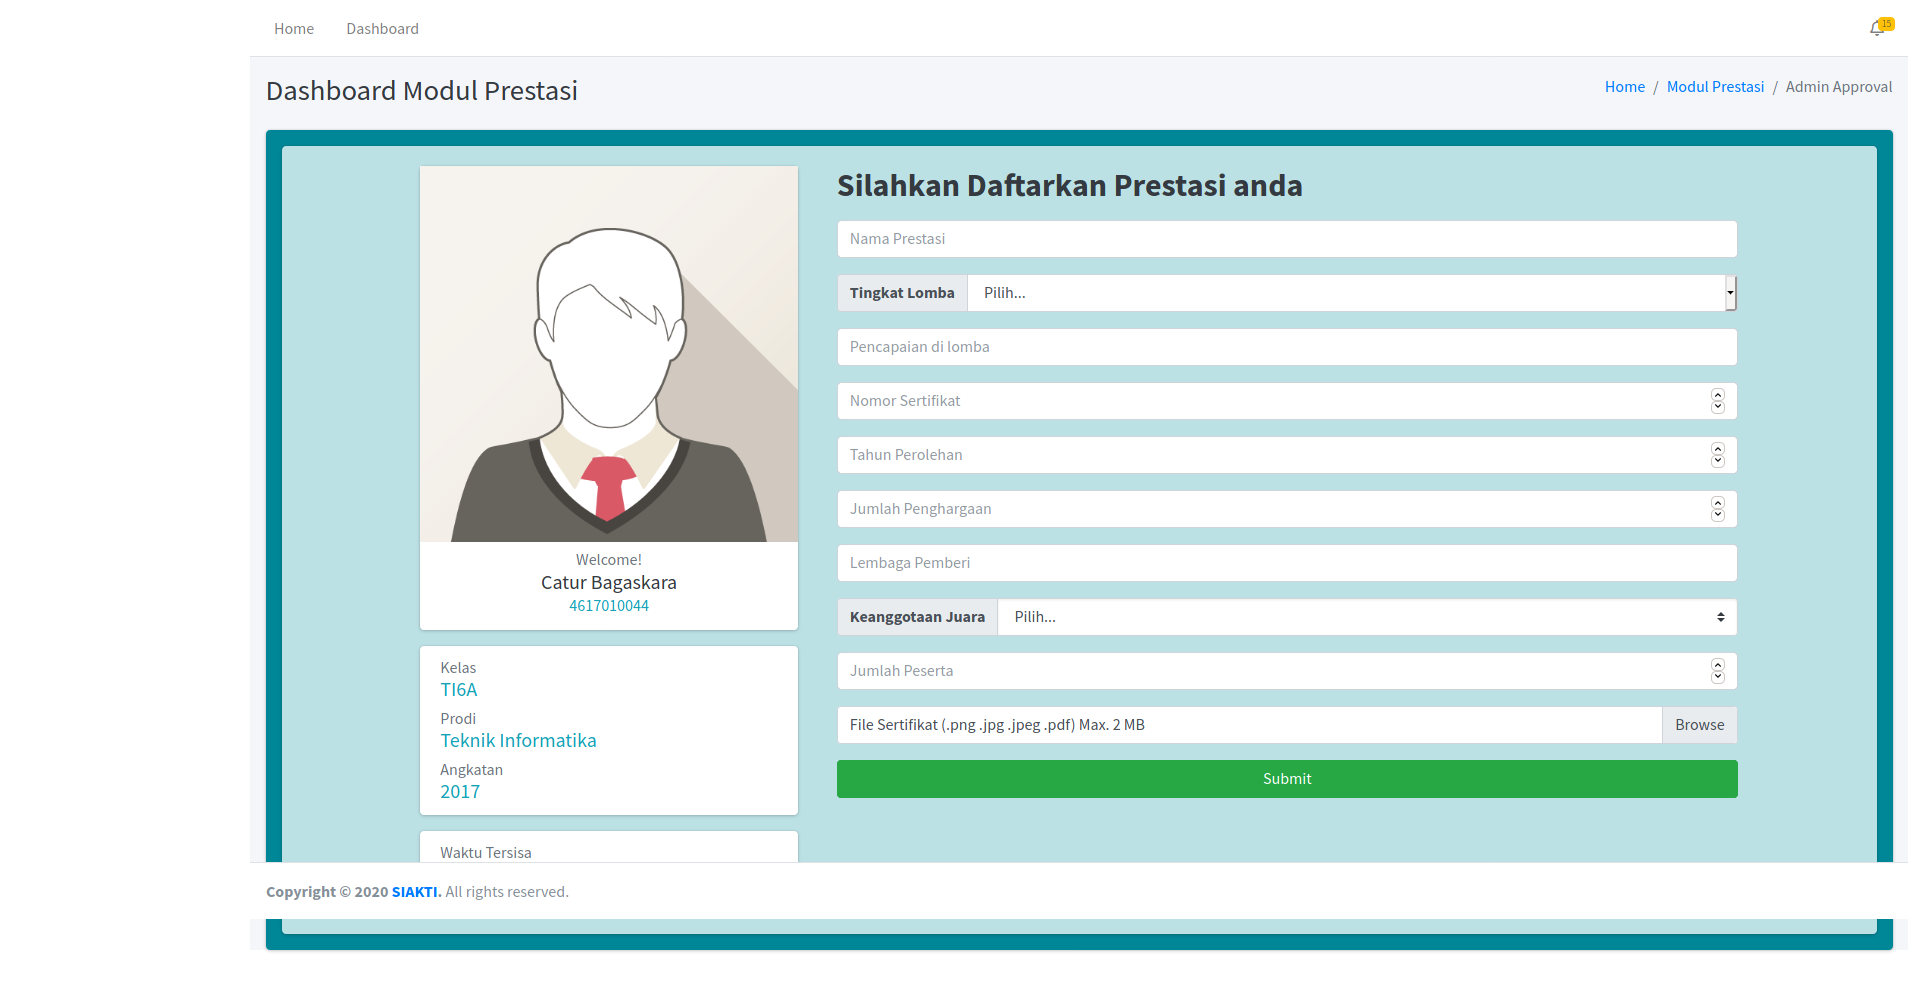 Home Dashboard
15
Dashboard Modul Prestasi
Home / Modul Prestasi / Admin Approval
Welcome!
Catur Bagaskara
4617010044
Kelas
TI6A
Prodi
Teknik Informatika
Angkatan
2017
Waktu Tersisa
Silahkan Daftarkan Prestasi anda
Nama Prestasi
Tingkat Lomba Pilih...
Pencapaian di lomba
Nomor Sertifikat
Tahun Perolehan
Jumlah Penghargaan
Lembaga Pemberi
Keanggotaan Juara Pilih...
Jumlah Peserta
File Sertifikat (.png .jpg .jpeg .pdf) Max. 2 MB Browse
Submit
Copyright © 2020 SIAKTI. All rights reserved.